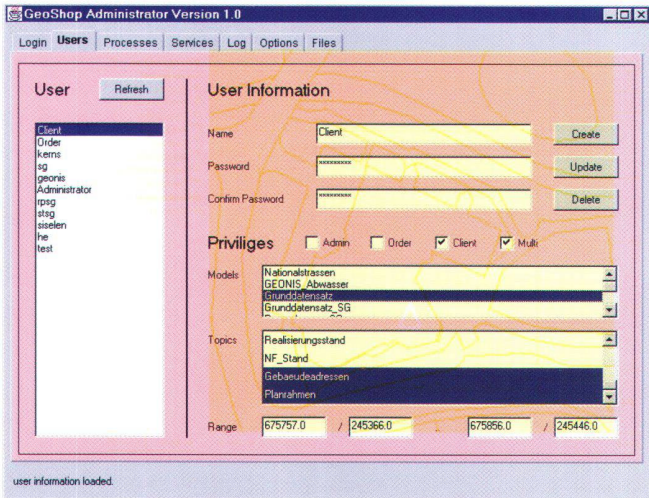 GeoShop Administrator Version 1.0
Login Users Processes Services Log Options Files
User Refresh
Client
Order
kerns
sg
geonis
Administrator
rpsg
stsg
siselen
he
test
User Information
Name Client Create
Password ********* Update
Confirm Password ********* Delete
Priviliges Admin Order Client Multi
Models
Nationalstrassen
GEONIS_Abwasser
Grunddatensatz
Grunddatensatz_SG
Topics
Realisierungsstand
NF_Stand
Gebaeudeadressen
Planrahmen
Range 675757.0 / 245366.0 - 675856.0 / 245446.0
user information loaded.